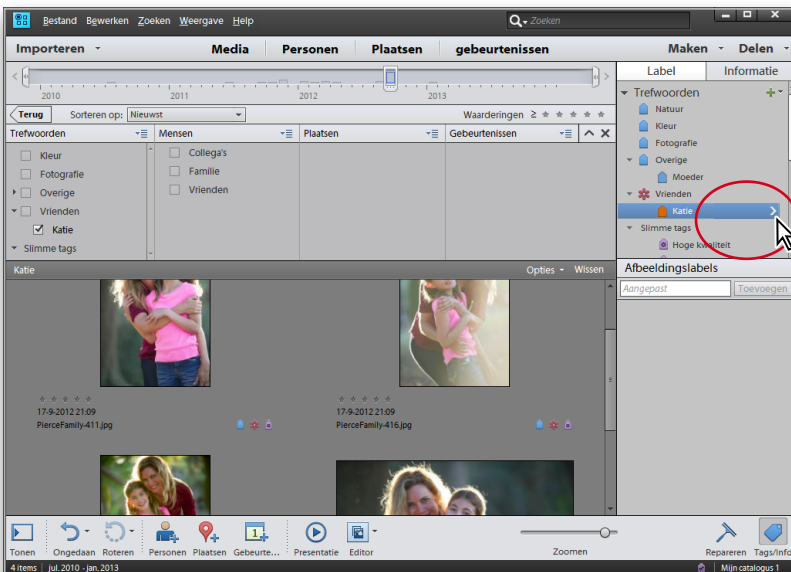 Bestand Bewerken Zoeken Weergave Help
Zoeken
Importeren Media Personen Plaatsen gebeurtenissen Maken Delen
2010 2011 2012 2013
Label Informatie
Terug Sorteren op: Nieuwst Waarderingen ≥
Trefwoorden
Kleur
Fotografie
Overige
Vrienden
Katie
Slimme tags
Mensen
Collega's
Familie
Vrienden
Plaatsen
Gebeurtenissen
Trefwoorden
Natuur
Kleur
Fotografie
Overige
Moeder
Vrienden
Katie
Slimme tags
Hoge kwaliteit
Afbeeldingslabels
Aangepast Toevoegen
Katie Opties Wissen
17-9-2012 21:09
PierceFamily-411.jpg
17-9-2012 21:09
PierceFamily-416.jpg
Tonen Ongedaan Roteren Personen Plaatsen Gebeurte... Presentatie Editor Zoomen Repareren Tags/Info
4 items jul. 2010 - jan. 2013 Mijn catalogus 1